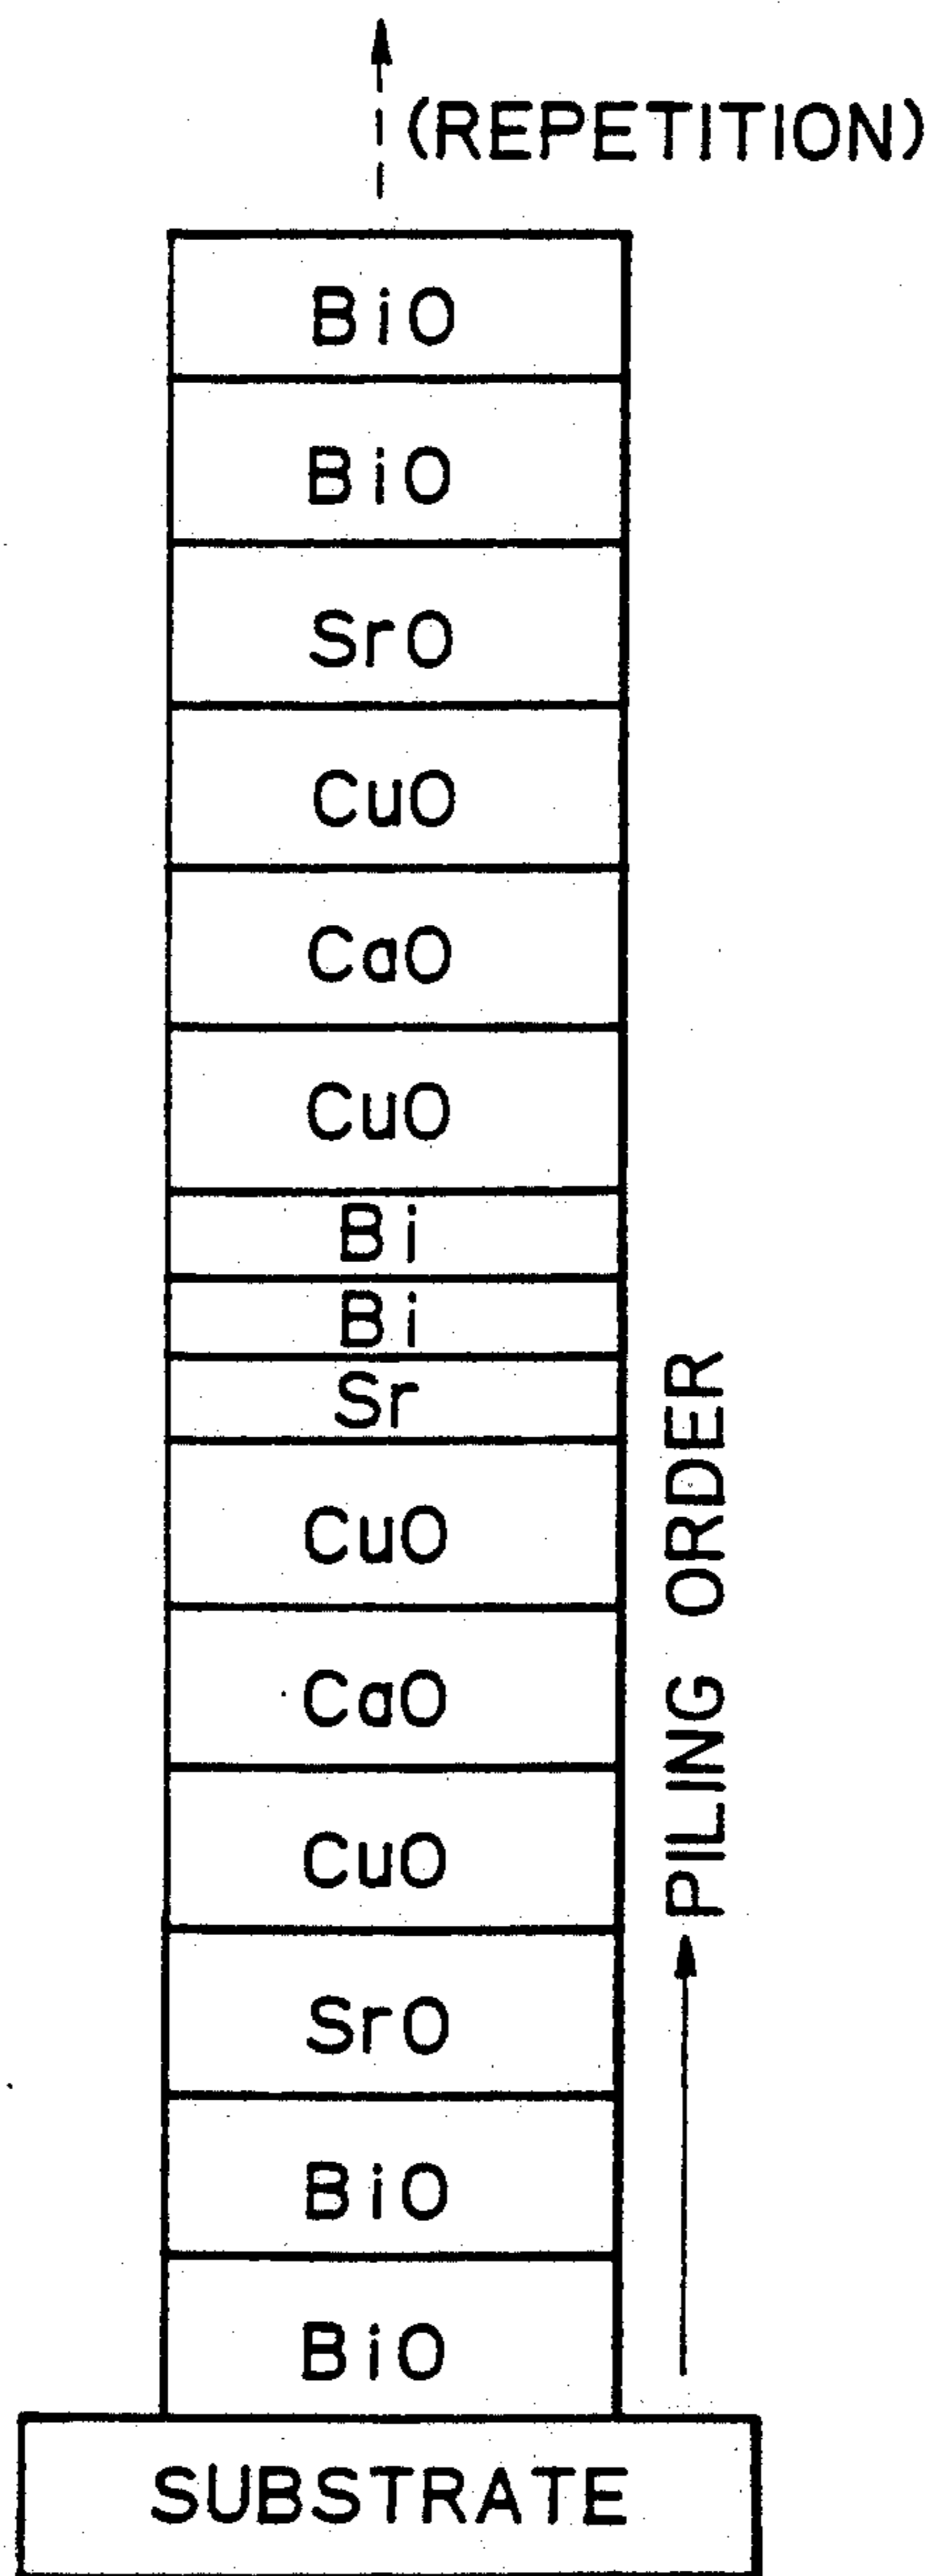 (REPETITION)
BiO
BiO
SrO
CuO
CaO
CuO
Bi
Bi
Sr
CuO
CaO
CuO
SrO
BiO
BiO
PILING ORDER
SUBSTRATE